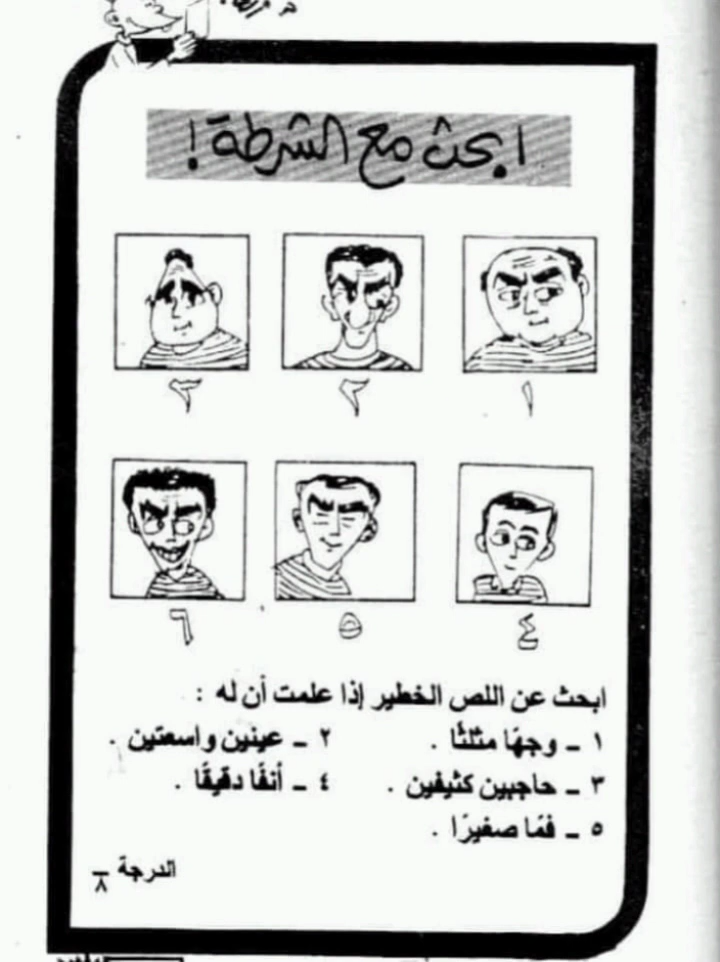 ابحث مع الشرطة !
١ ٢ ٣
٤ ٥ ٦
ابحث عن اللص الخطير إذا علمت أن له :
١ - وجهًا مثلثًا . ٢ - عينين واسعتين .
٣ - حاجبين كثيفين . ٤ - أنفًا دقيقًا .
٥ - فمًا صغيرًا .
الدرجة ٨